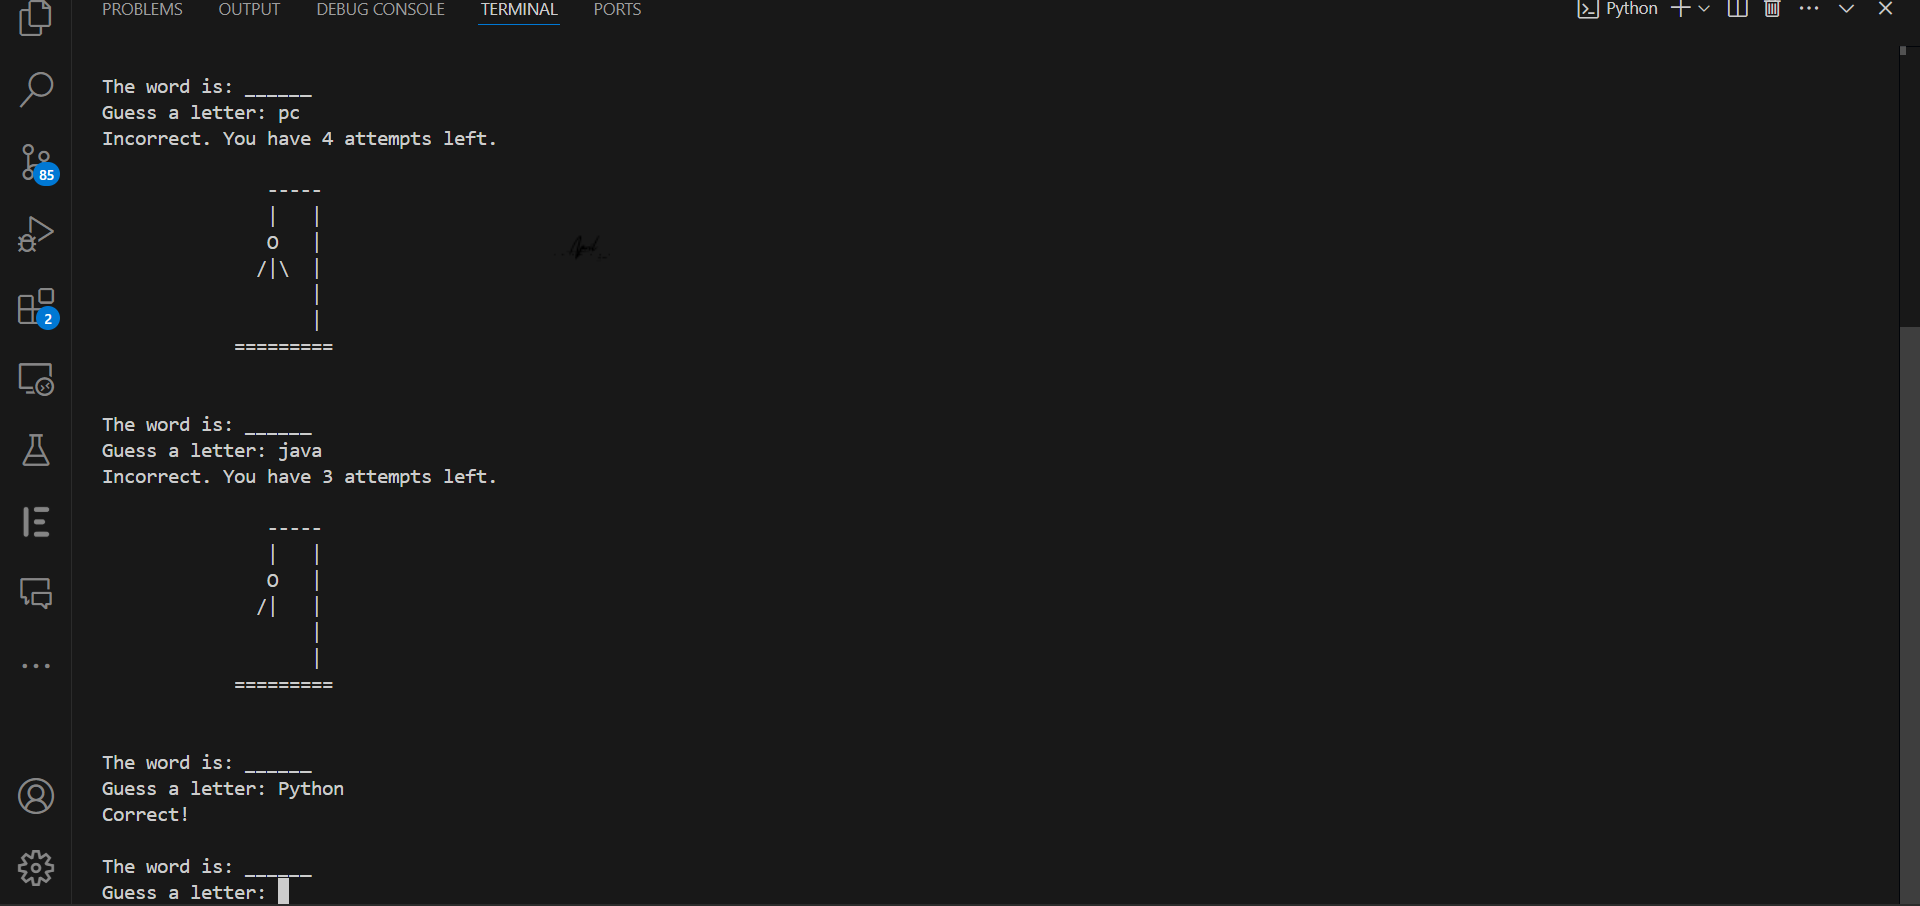 PROBLEMS OUTPUT DEBUG CONSOLE TERMINAL PORTS Python
The word is: ______
Guess a letter: pc
Incorrect. You have 4 attempts left.
-----
|   |
O   |
/|\  |
|
|
=========
85
2
The word is: ______
Guess a letter: java
Incorrect. You have 3 attempts left.
-----
|   |
O   |
/|   |
|
|
=========
The word is: ______
Guess a letter: Python
Correct!
The word is: ______
Guess a letter: